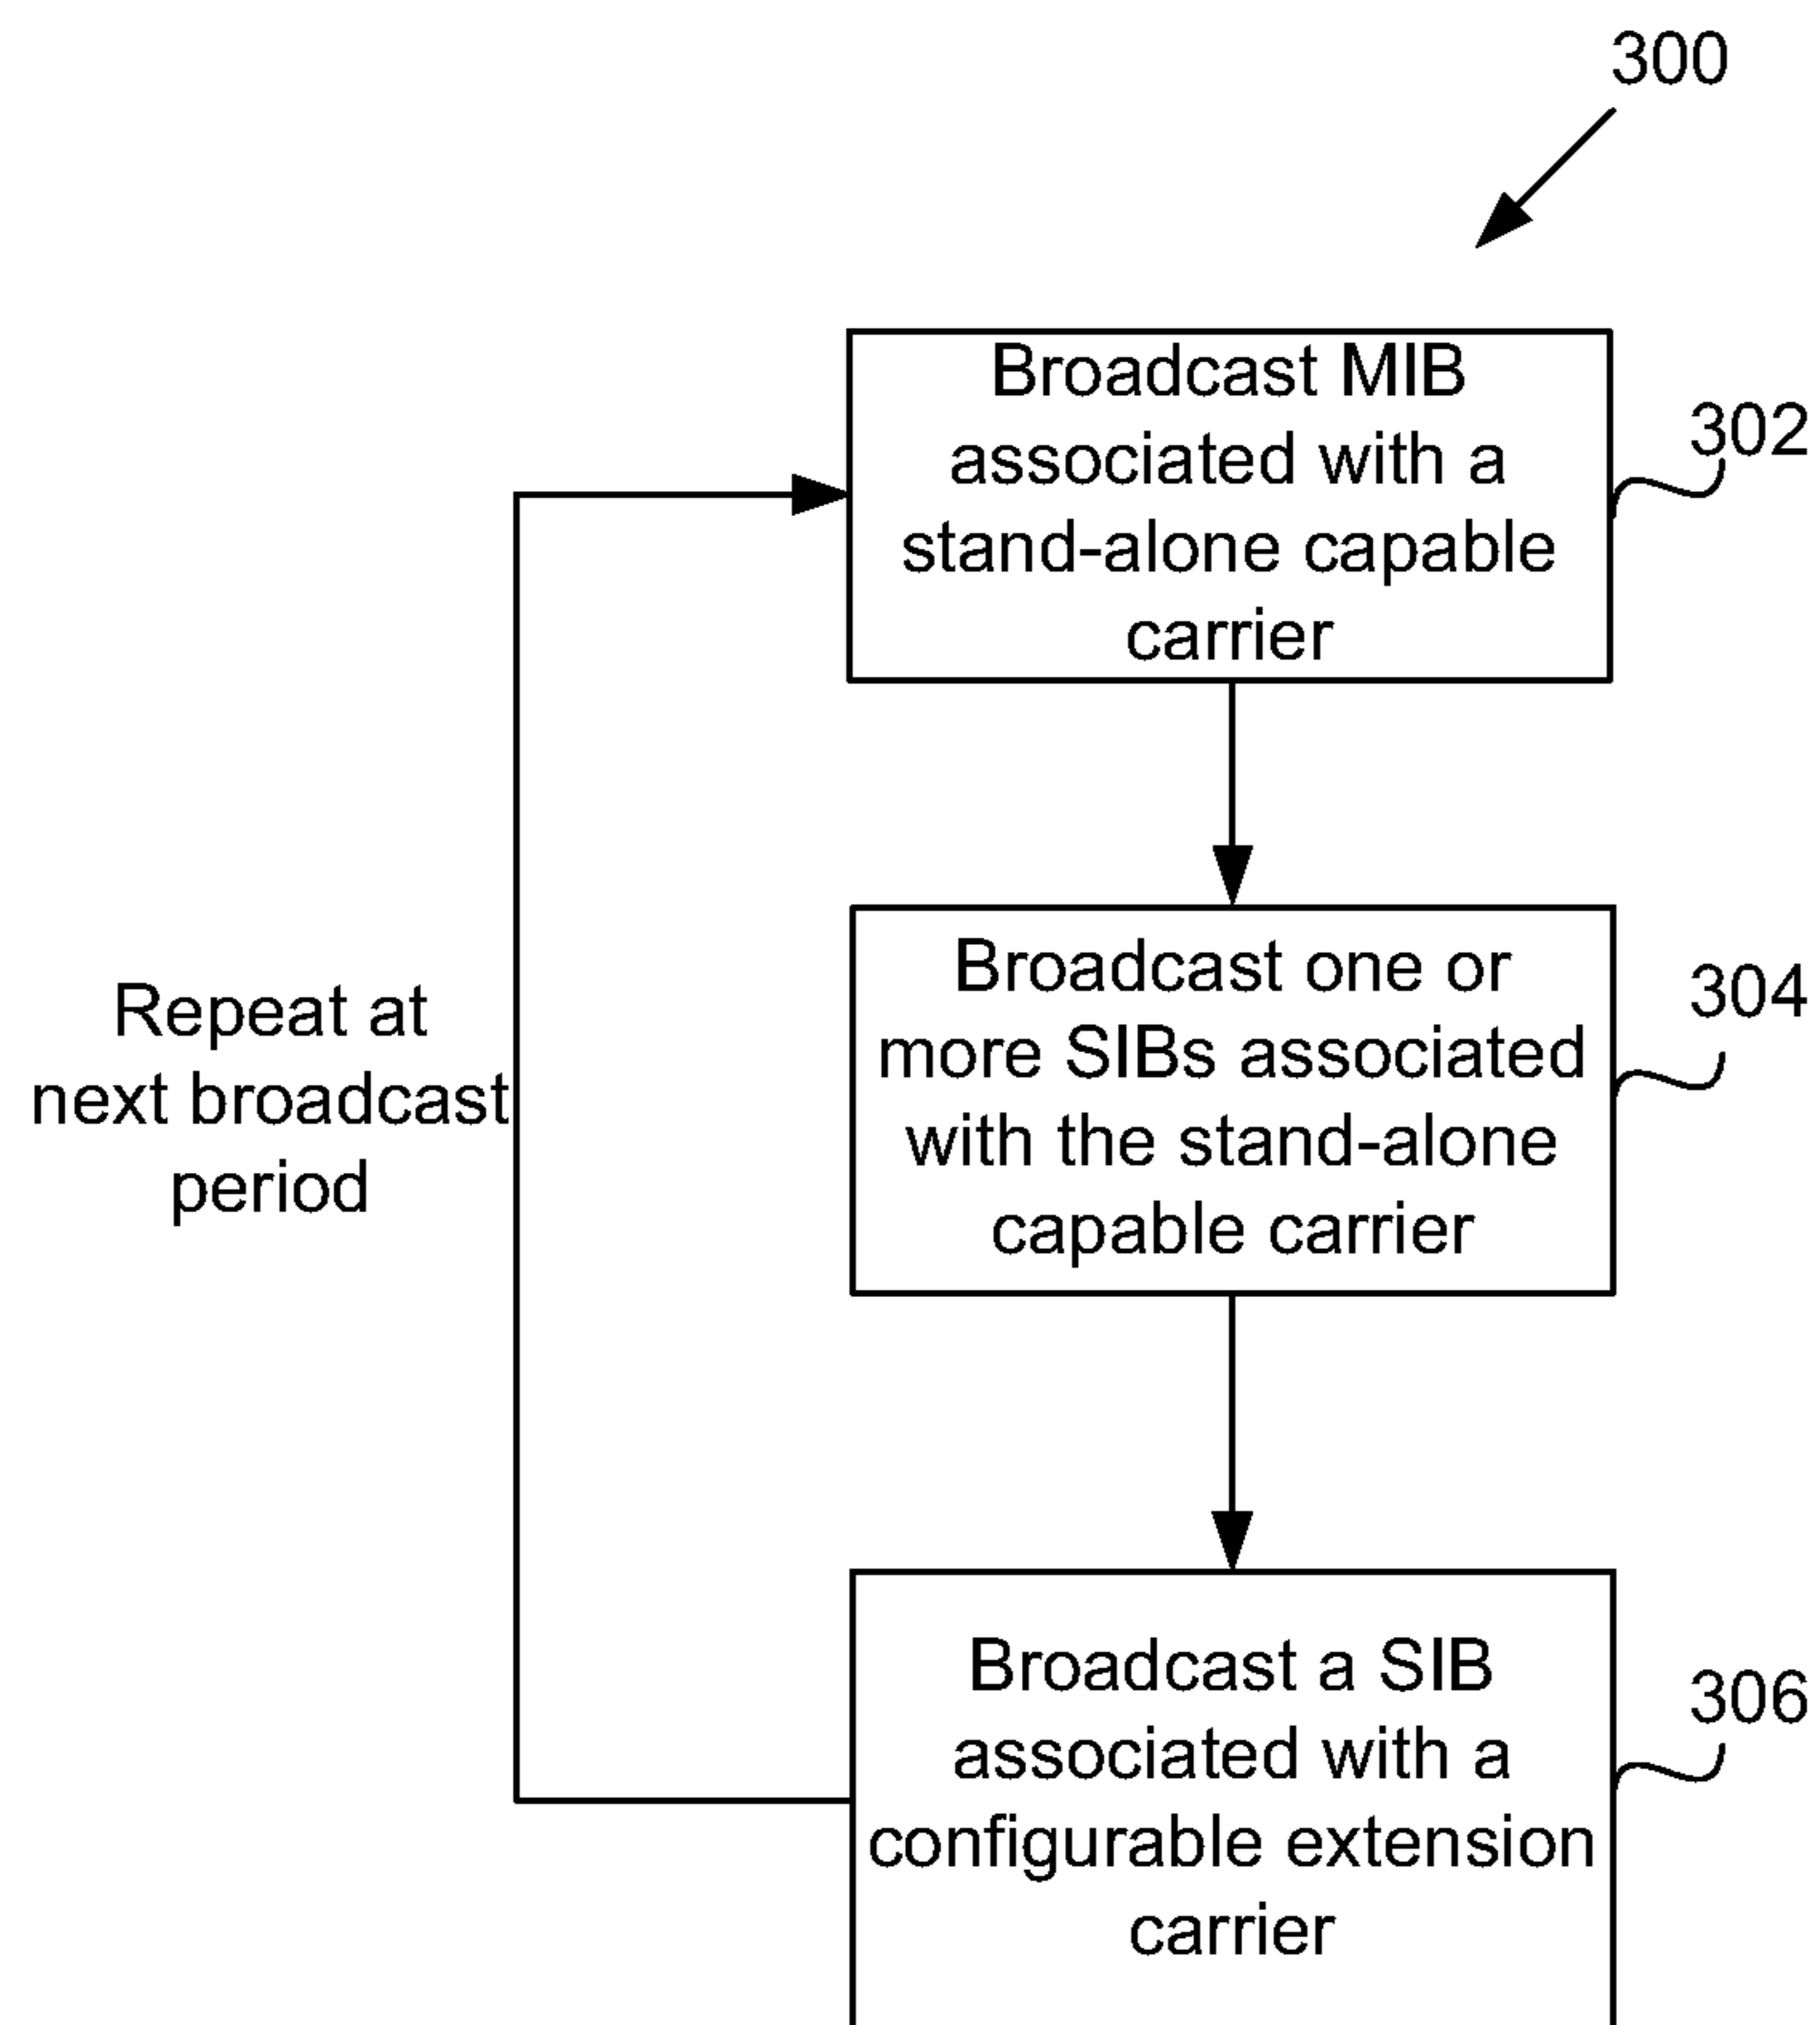 300
Broadcast MIB
associated with a
stand-alone capable
carrier
302
Broadcast one or
more SIBs associated
with the stand-alone
capable carrier
304
Repeat at
next broadcast
period
Broadcast a SIB
associated with a
configurable extension
carrier
306